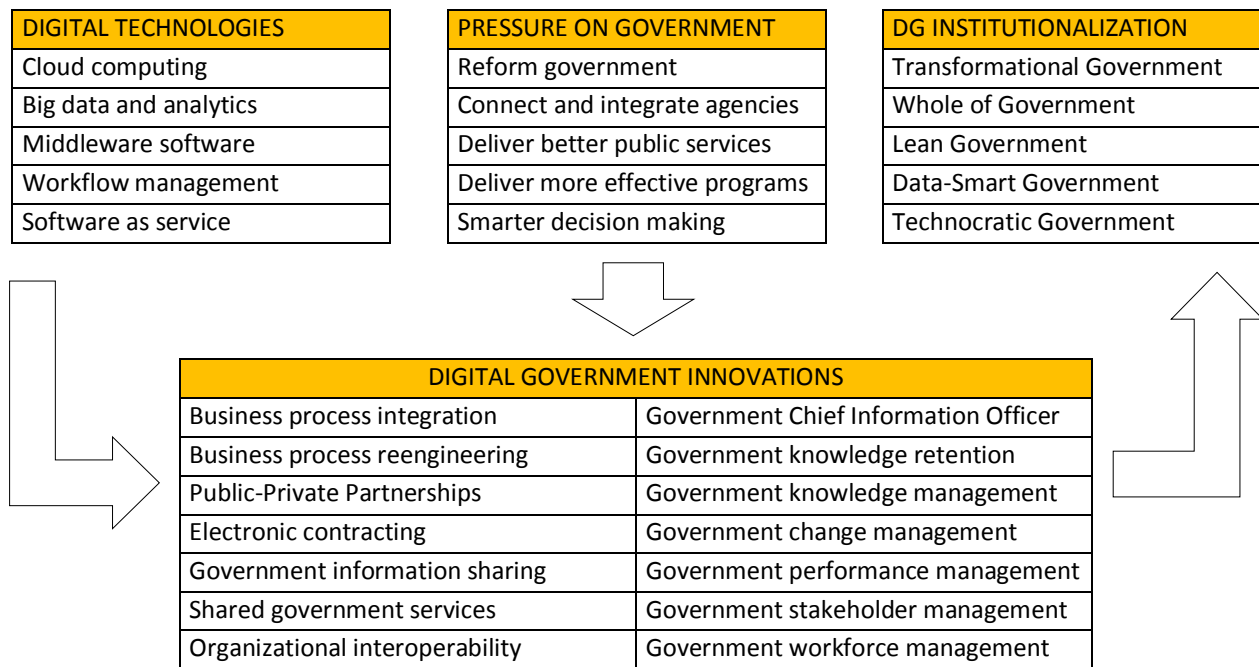 DIGITAL TECHNOLOGIES
Cloud computing
Big data and analytics
Middleware software
Workflow management
Software as service
PRESSURE ON GOVERNMENT
Reform government
Connect and integrate agencies
Deliver better public services
Deliver more effective programs
Smarter decision making
DG INSTITUTIONALIZATION
Transformational Government
Whole of Government
Lean Government
Data-Smart Government
Technocratic Government
DIGITAL GOVERNMENT INNOVATIONS
Business process integration
Government Chief Information Officer
Business process reengineering
Government knowledge retention
Public-Private Partnerships
Government knowledge management
Electronic contracting
Government change management
Government information sharing
Government performance management
Shared government services
Government stakeholder management
Organizational interoperability
Government workforce management